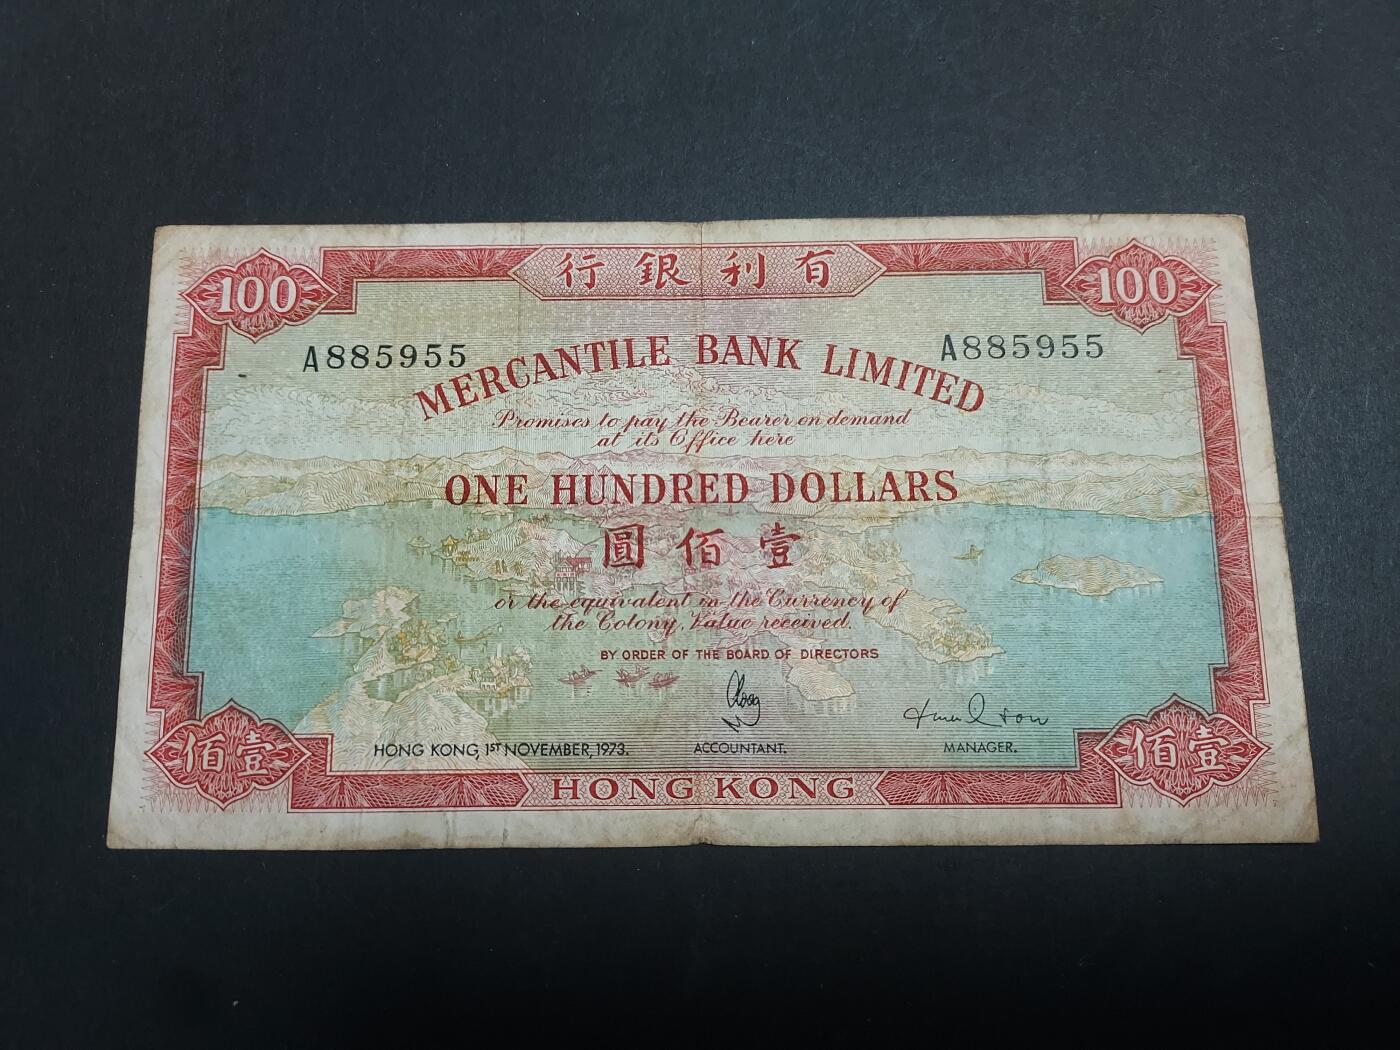 行銀利有
100
100
A885955
A885955
MERCANTILE BANK LIMITED
Promises to pay the Bearer on demand
at its Office here
ONE HUNDRED DOLLARS
圓佰壹
or the equivalent in the Currency of
the Colony, Value received.
BY ORDER OF THE BOARD OF DIRECTORS
HONG KONG, 1ST NOVEMBER, 1973.
ACCOUNTANT.
MANAGER.
佰壹
佰壹
HONG KONG